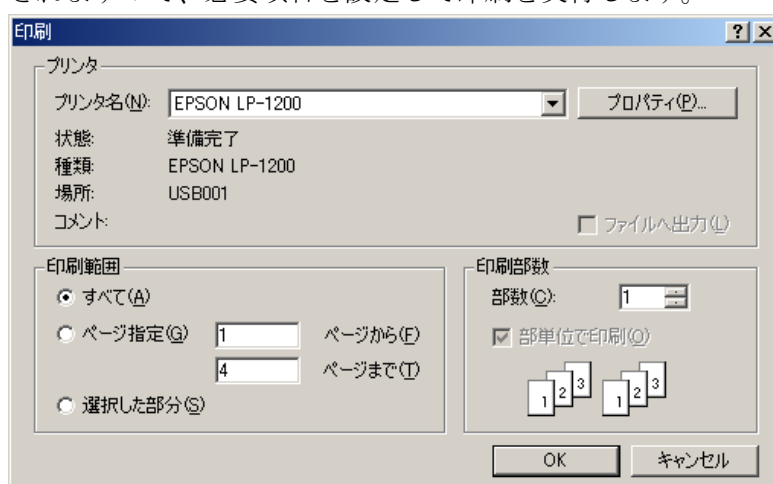 されますので、必要項目を設定して印刷を実行します。
印刷
プリンタ
プリンタ名(N): EPSON LP-1200 プロパティ(P)...
状態: 準備完了
種類: EPSON LP-1200
場所: USB001
コメント: ファイルへ出力(L)
印刷範囲
すべて(A)
ページ指定(G) 1 ページから(F)
4 ページまで(T)
選択した部分(S)
印刷部数
部数(C): 1
部単位で印刷(O)
1 2 3 1 2 3
OK キャンセル